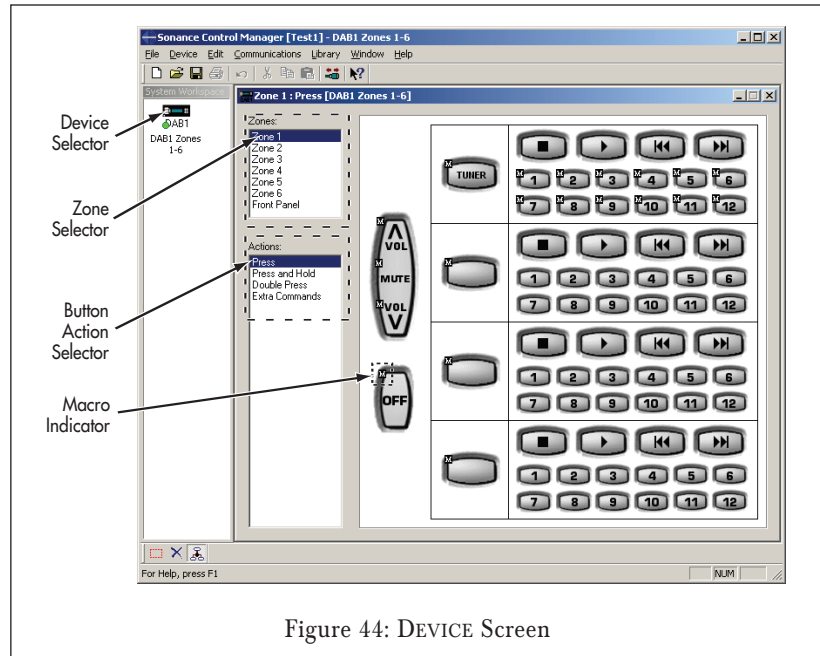 Sonance Control Manager [Test1] - DAB1 Zones 1-6
File Device Edit Communications Library Window Help
System Workspace
DAB1
DAB1 Zones
1-6
Zone 1 : Press [DAB1 Zones 1-6]
Zones:
Zone 1
Zone 2
Zone 3
Zone 4
Zone 5
Zone 6
Front Panel
Actions:
Press
Press and Hold
Double Press
Extra Commands
Device
Selector
Zone
Selector
Button
Action
Selector
Macro
Indicator
M
VOL
M
MUTE
M
VOL
M
OFF
M
TUNER
M 1 M 2 M 3 M 4 M 5 M 6
M 7 M 8 M 9 M 10 M 11 M 12
M
1 2 3 4 5 6
7 8 9 10 11 12
M
1 2 3 4 5 6
7 8 9 10 11 12
M
1 2 3 4 5 6
7 8 9 10 11 12
For Help, press F1
NUM
Figure 44: DEVICE Screen